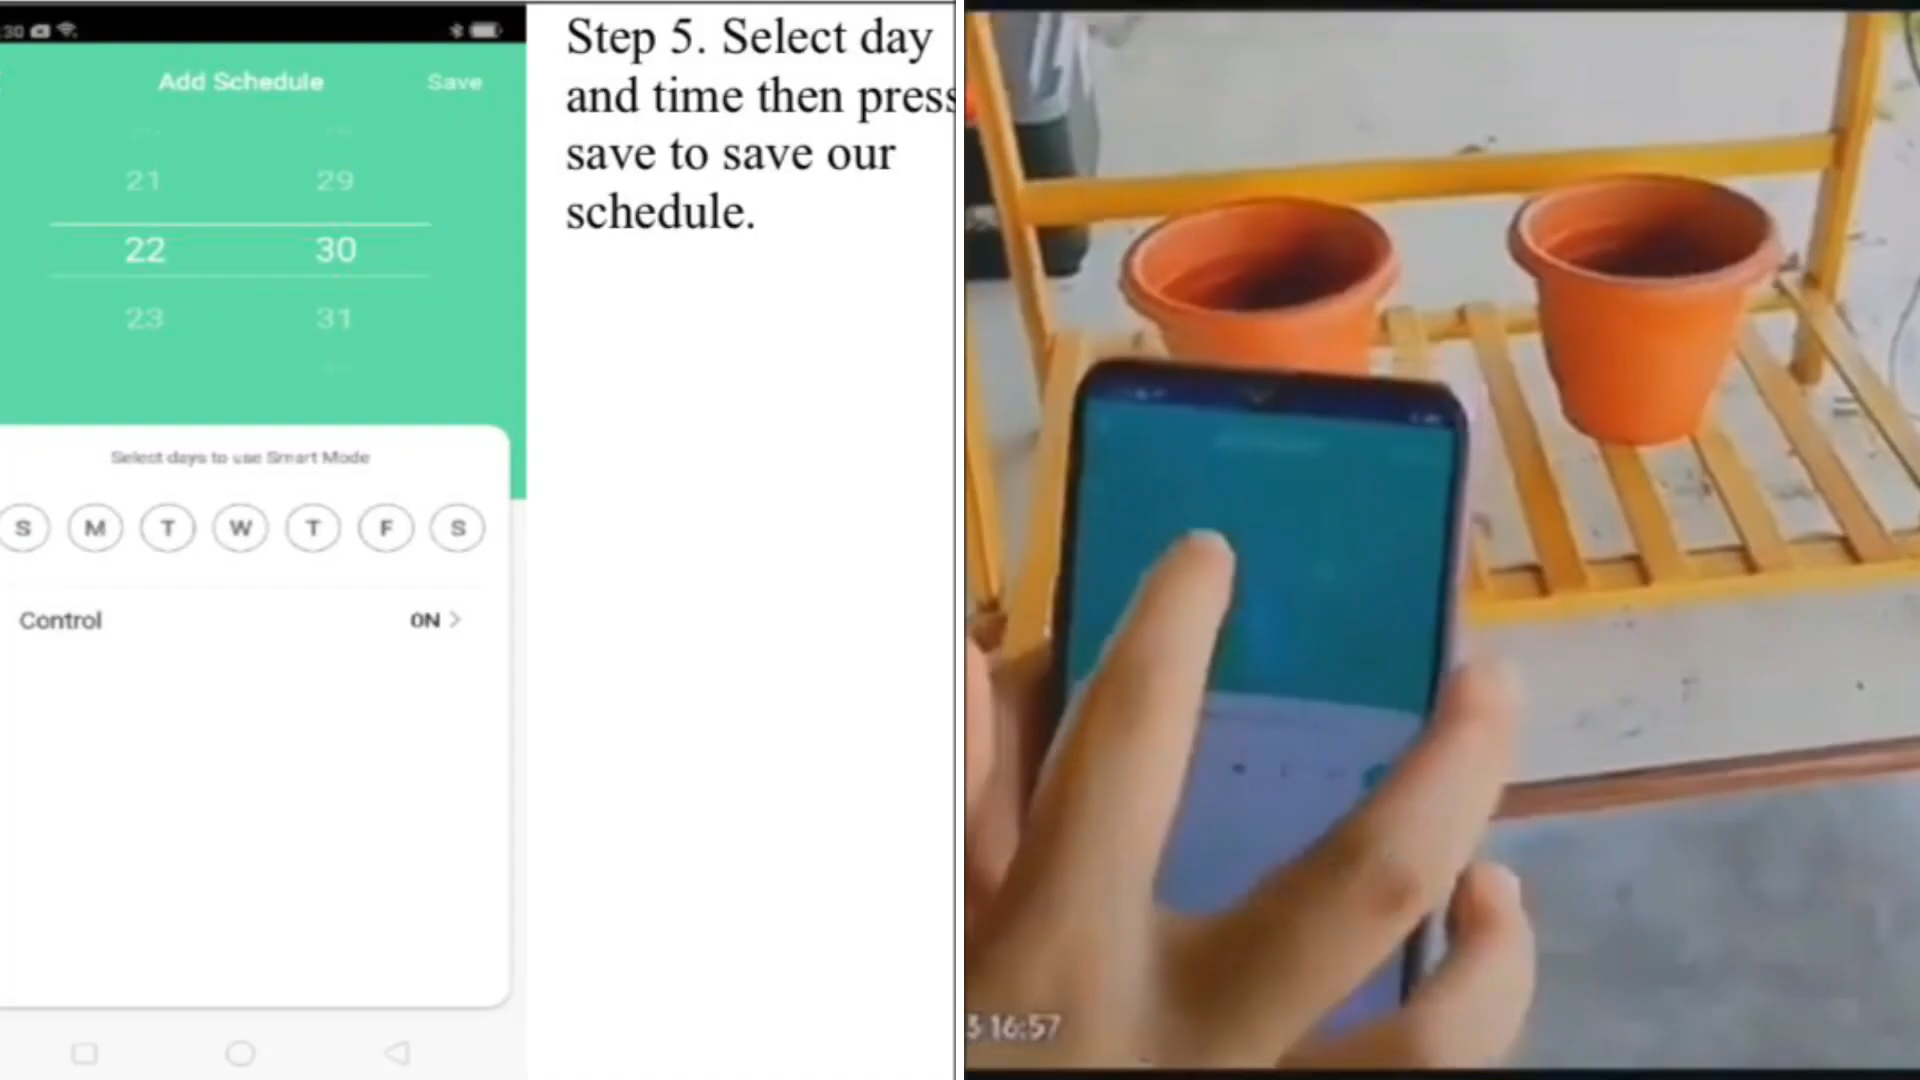 :30
Add Schedule
Save
21 29
22 30
23 31
Select days to use Smart Mode
S M T W T F S
Control
ON >
Step 5. Select day
and time then press
save to save our
schedule.
16:57